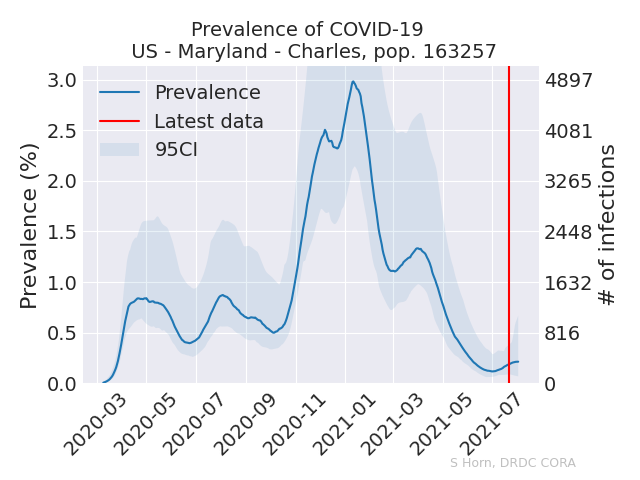 Prevalence of COVID-19
US - Maryland - Charles, pop. 163257
Prevalence
Latest data
95CI
Prevalence (%)
3.0
2.5
2.0
1.5
1.0
0.5
0.0
4897
4081
3265
2448
1632
816
0
# of infections
2020-03
2020-05
2020-07
2020-09
2020-11
2021-01
2021-03
2021-05
2021-07
S Horn, DRDC CORA